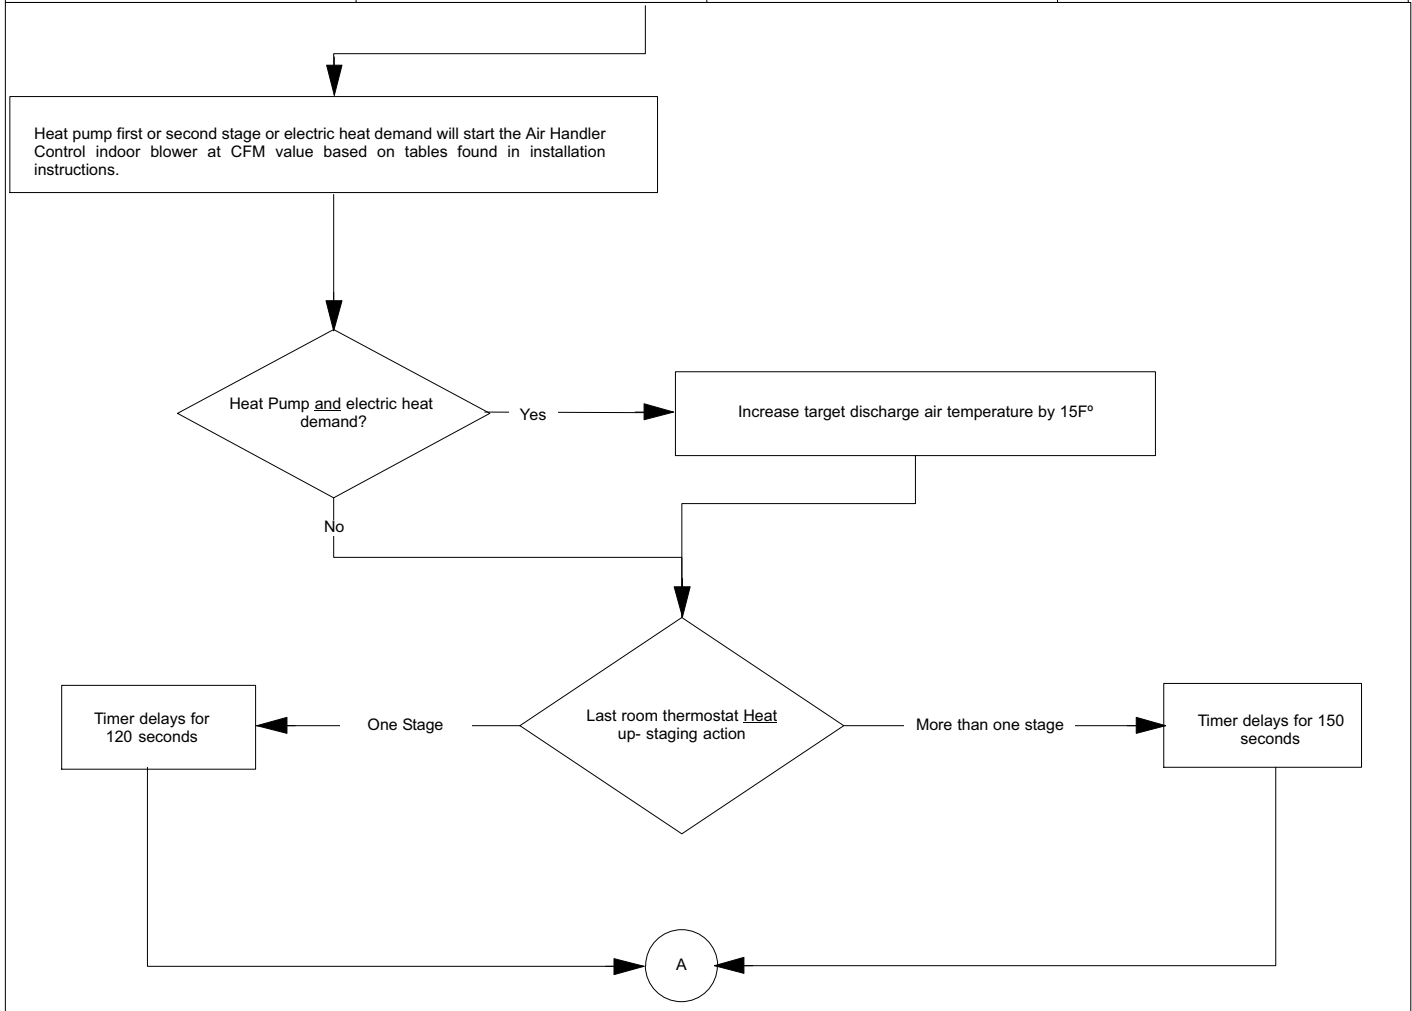 Heat pump first or second stage or electric heat demand will start the Air Handler
Control indoor blower at CFM value based on tables found in installation
instructions.
Heat Pump and electric heat
demand?
Yes
Increase target discharge air temperature by 15Fº
No
Last room thermostat Heat
up- staging action
One Stage
Timer delays for
120 seconds
More than one stage
Timer delays for 150
seconds
A